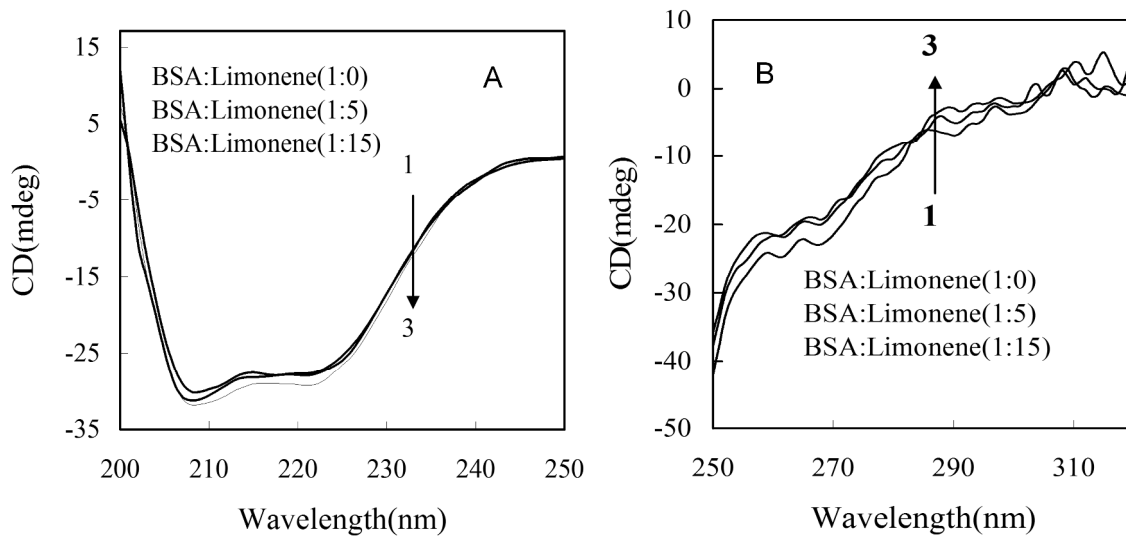 A
BSA:Limonene(1:0)
BSA:Limonene(1:5)
BSA:Limonene(1:15)
1
3
15
5
-5
-15
-25
-35
CD(mdeg)
200 210 220 230 240 250
Wavelength(nm)
B
3
1
BSA:Limonene(1:0)
BSA:Limonene(1:5)
BSA:Limonene(1:15)
10
0
-10
-20
-30
-40
-50
CD(mdeg)
250 270 290 310
Wavelength(nm)